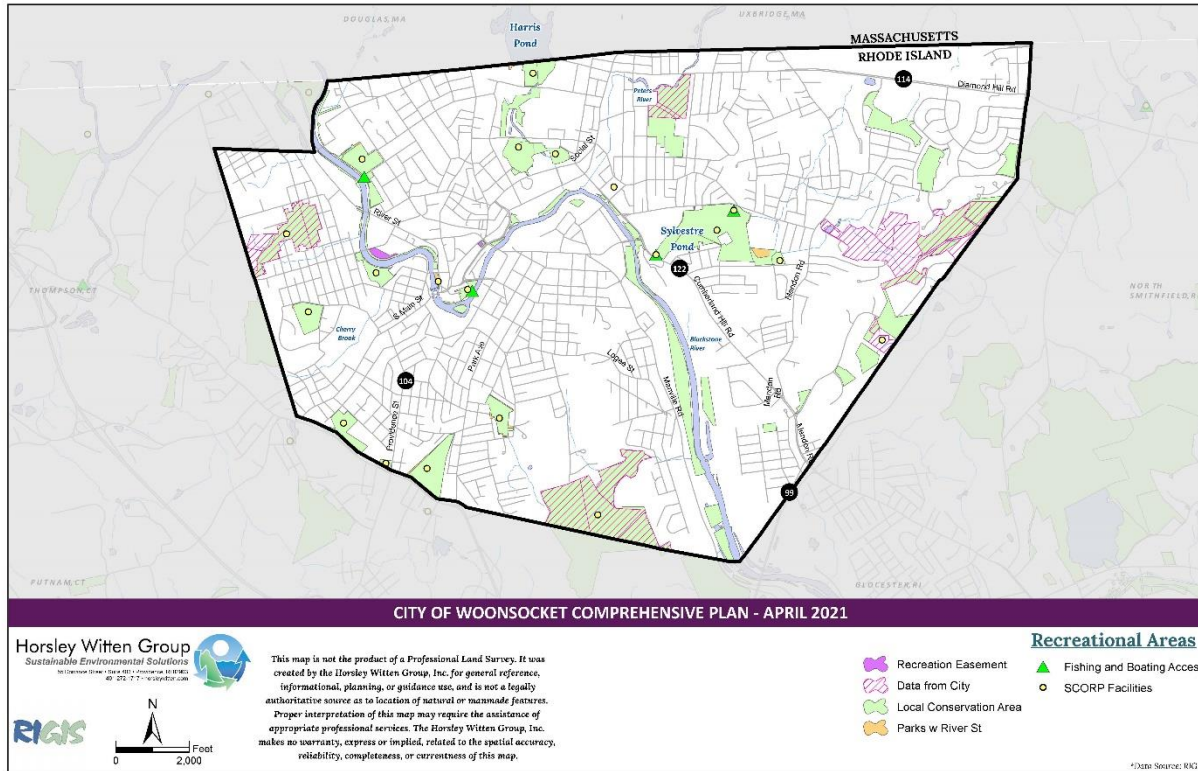 DOUGLAS, MA
UXBRIDGE, MA
Harris
Pond
MASSACHUSETTS
RHODE ISLAND
114
Diamond Hill Rd
Peters
River
Social St
River St
Sylvestre
Pond
122
Mendon Rd
Cumberland Hill Rd
THOMPSON, CT
NORTH
SMITHFIELD, R
S Main St
Cherry
Brook
Park Ave
Logee St
Blackstone
River
Manville Rd
104
Providence St
Mendon
Rd
Mendon Rd
99
PUTNAM, CT
GLOCESTER, RI
CITY OF WOONSOCKET COMPREHENSIVE PLAN - APRIL 2021
Horsley Witten Group
Sustainable Environmental Solutions
This map is not the product of a Professional Land Survey. It was
created by the Horsley Witten Group, Inc. for general reference,
informational, planning, or guidance use, and is not a legally
authoritative source as to location of natural or manmade features.
Proper interpretation of this map may require the assistance of
appropriate professional services. The Horsley Witten Group, Inc.
makes no warranty, express or implied, related to the spatial accuracy,
reliability, completeness, or currentness of this map.
RIGIS
N
Feet
0 2,000
Recreational Areas
Recreation Easement
Data from City
Local Conservation Area
Parks w River St
Fishing and Boating Acces
SCORP Facilities
*Data Source: RIG